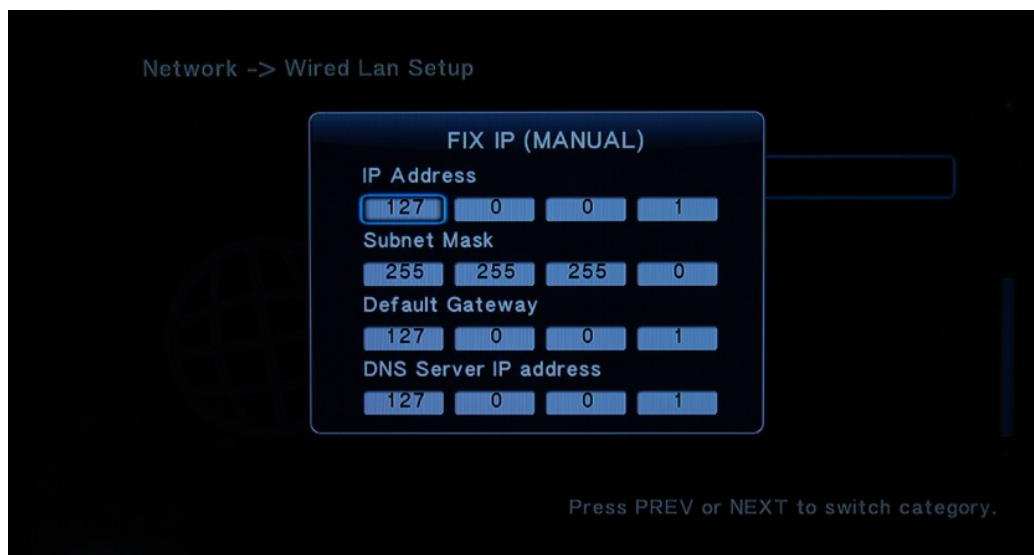 Network -> Wired Lan Setup
FIX IP (MANUAL)
IP Address
127 0 0 1
Subnet Mask
255 255 255 0
Default Gateway
127 0 0 1
DNS Server IP address
127 0 0 1
Press PREV or NEXT to switch category.